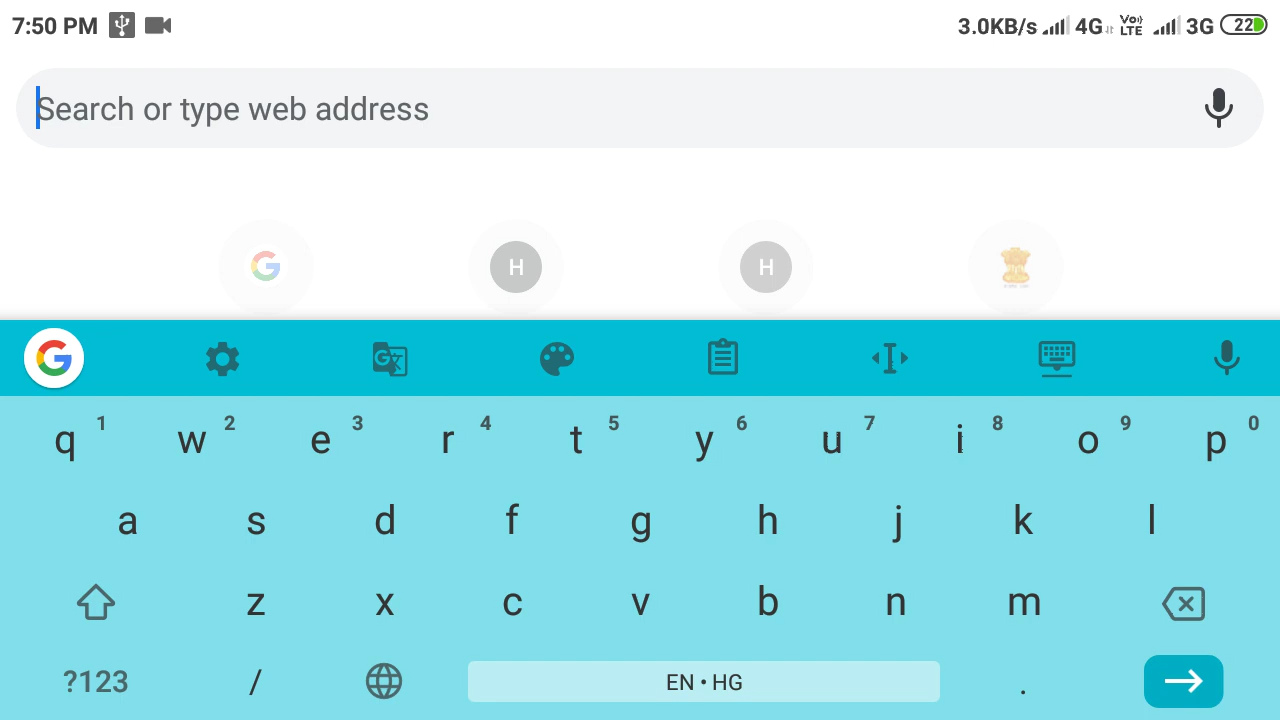 7:50 PM 3.0KB/s 4G Vo) LTE 3G 22
Search or type web address
G H H
G
q 1 w 2 e 3 r 4 t 5 y 6 u 7 i 8 o 9 p 0
a s d f g h j k l
z x c v b n m
?123 / EN • HG .